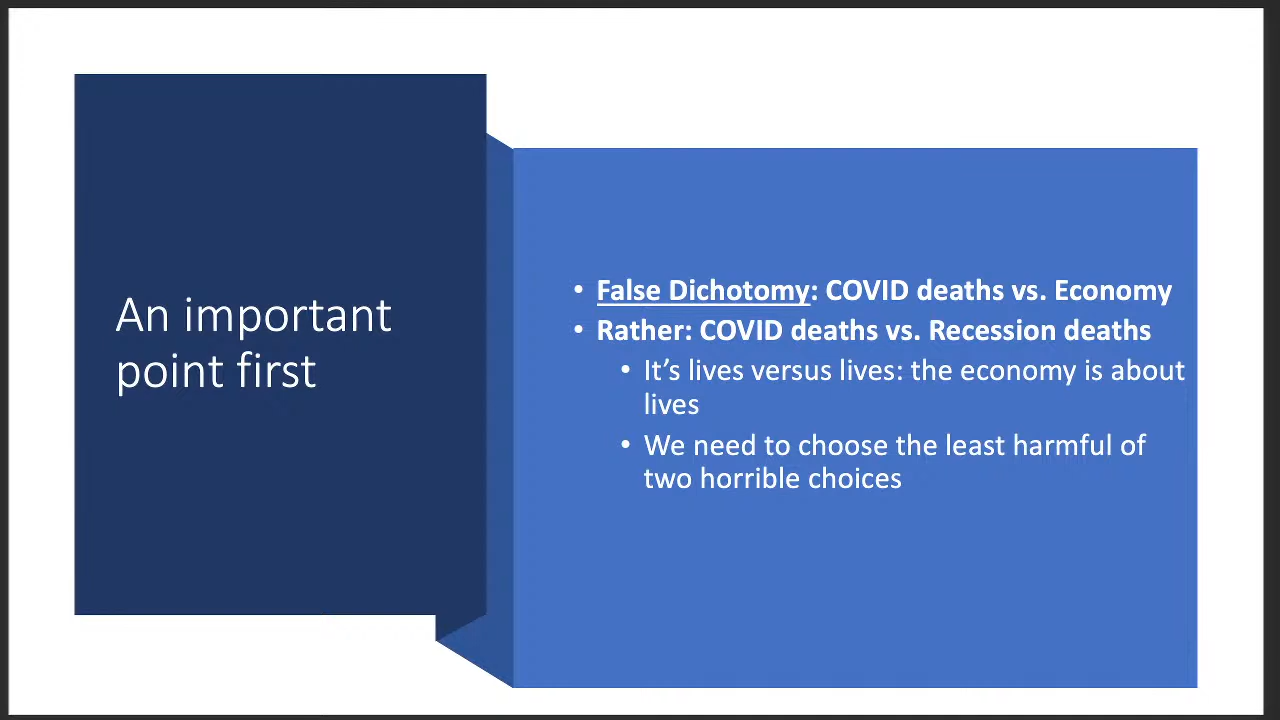 An important
point first
• False Dichotomy: COVID deaths vs. Economy
• Rather: COVID deaths vs. Recession deaths
• It’s lives versus lives: the economy is about
lives
• We need to choose the least harmful of
two horrible choices